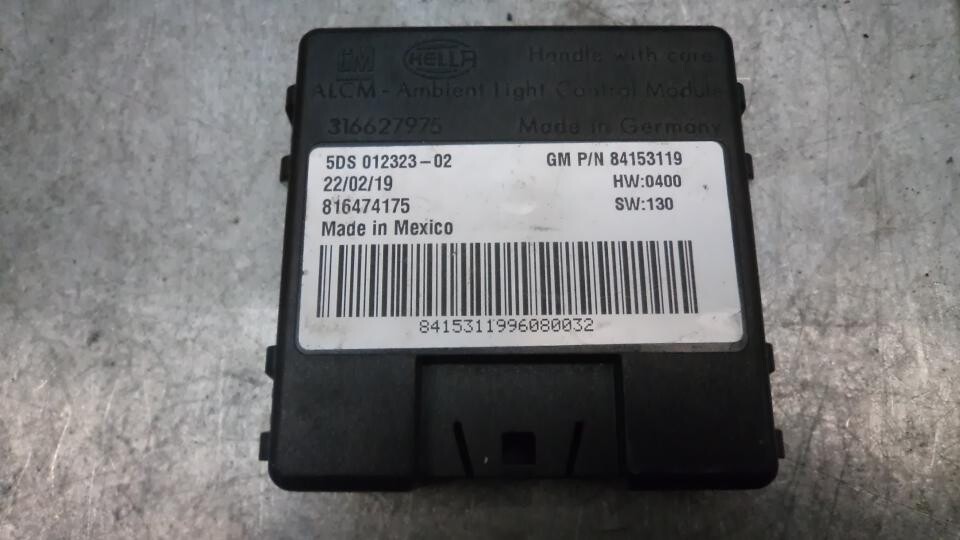 GM HELLA Handle with care
ALCM - Ambient Light Control Module
316627975 Made in Germany
5DS 012323-02 GM P/N 84153119
22/02/19 HW:0400
816474175 SW:130
Made in Mexico
8415311996080032